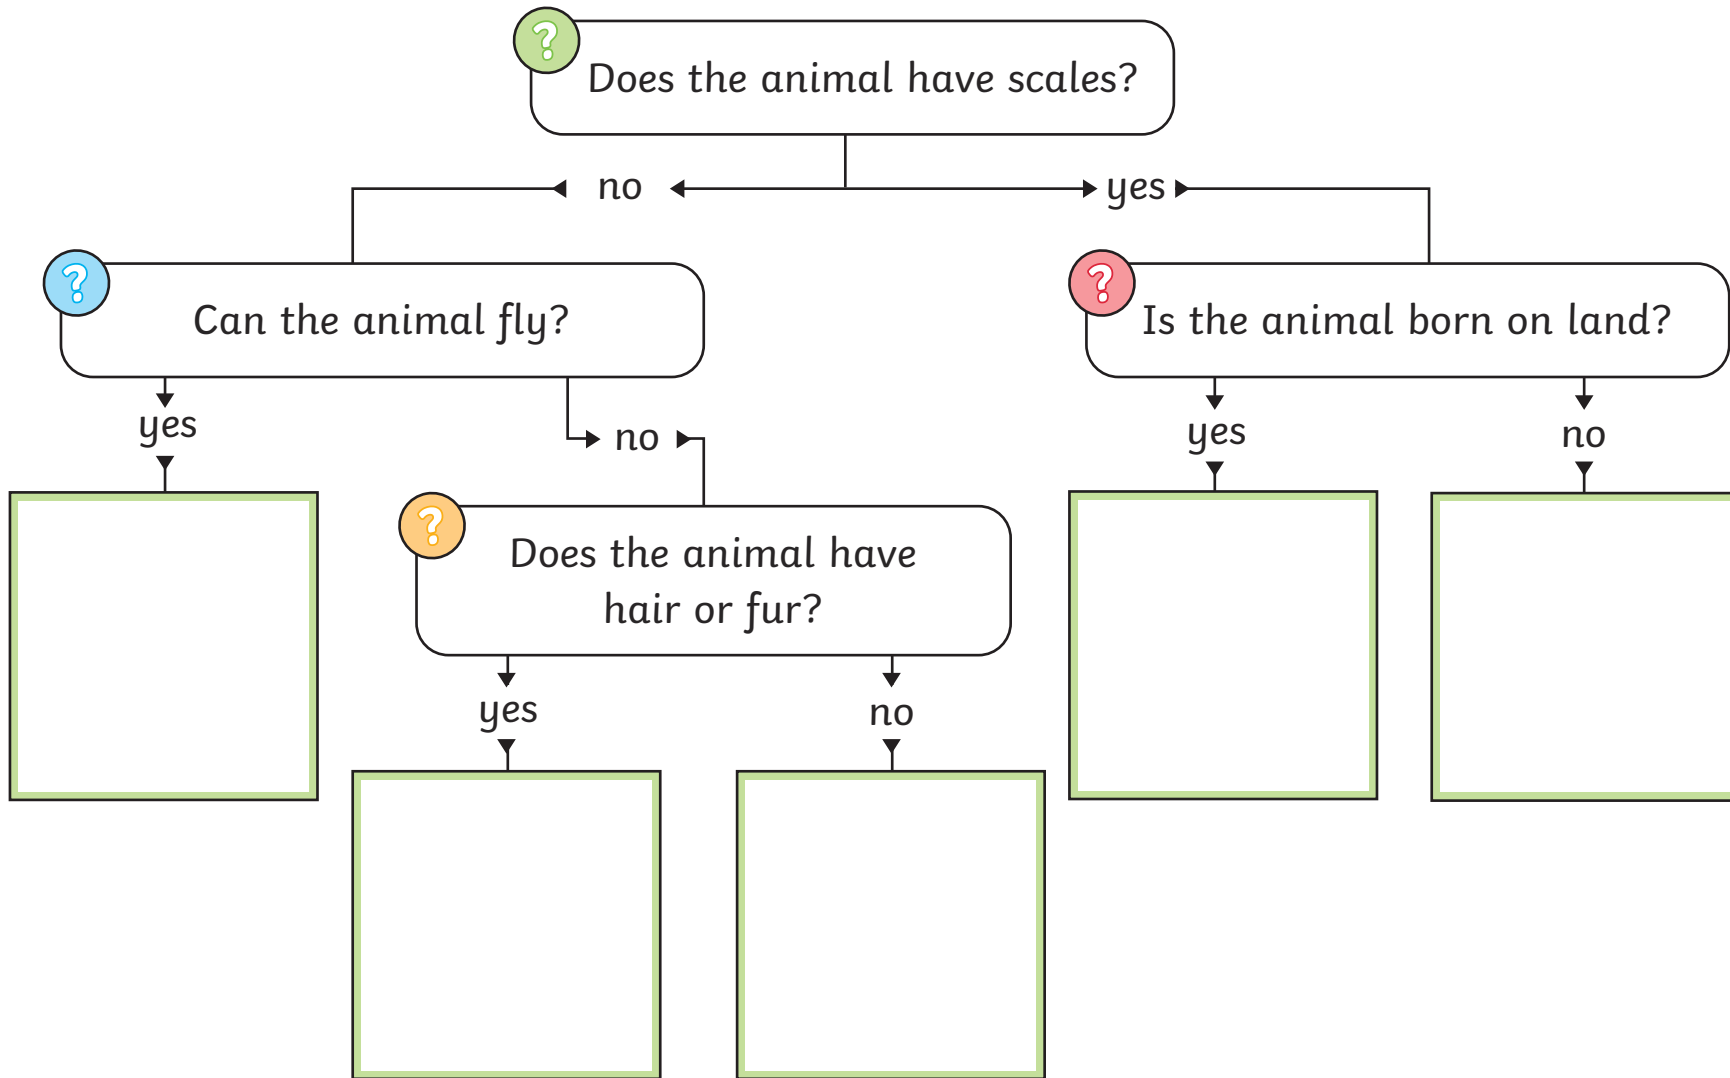 Does the animal have scales?
no
yes
Can the animal fly?
Is the animal born on land?
yes
no
yes
no
Does the animal have
hair or fur?
yes
no